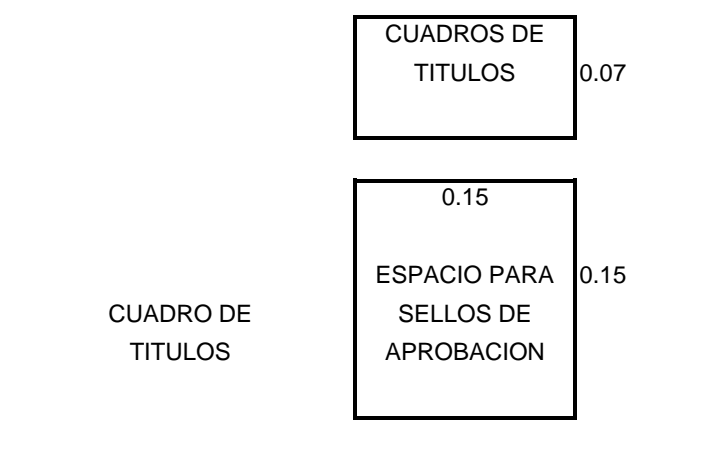 CUADROS DE
TITULOS
0.07
0.15
ESPACIO PARA
0.15
CUADRO DE
SELLOS DE
TITULOS
APROBACION